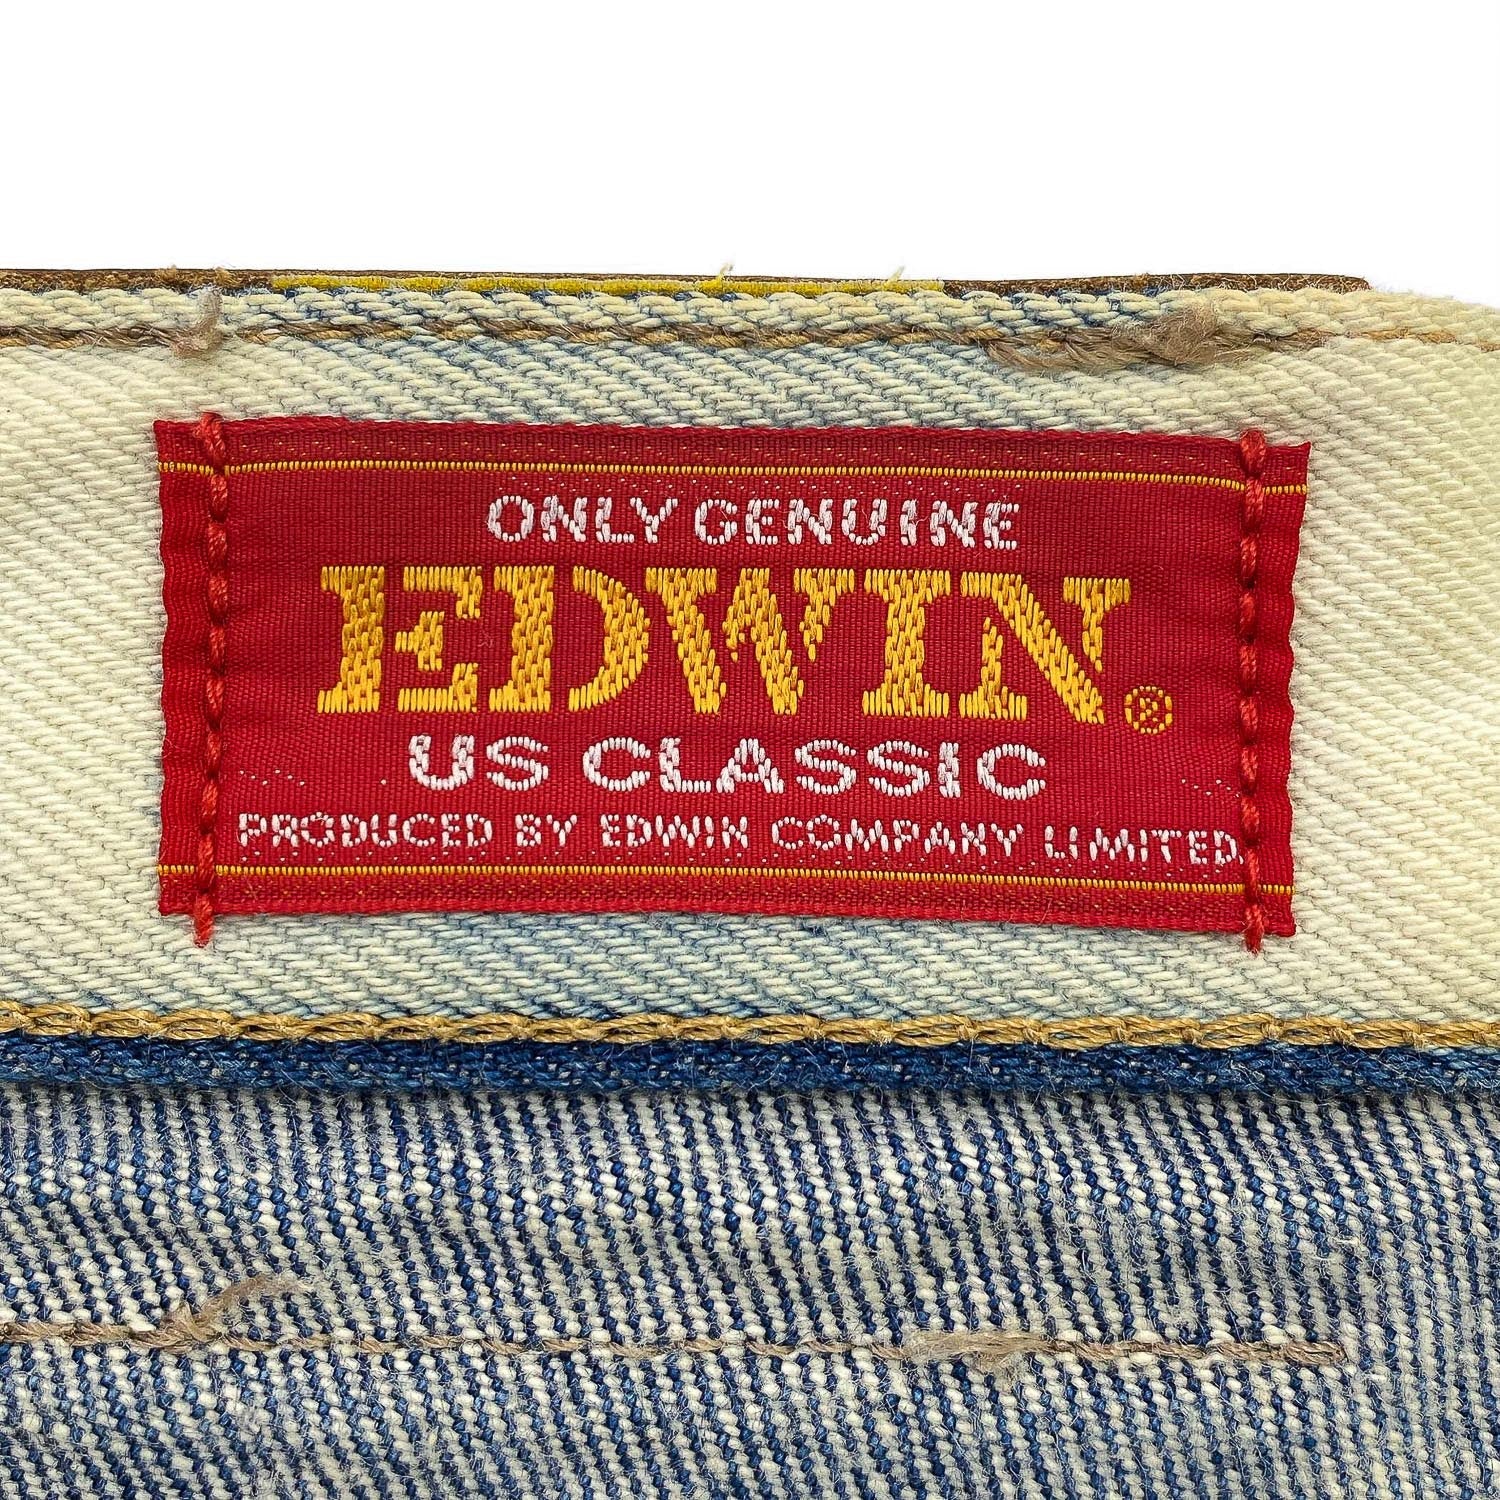 ONLY GENUINE
EDWIN.®
US CLASSIC
PRODUCED BY EDWIN COMPANY LIMITED.